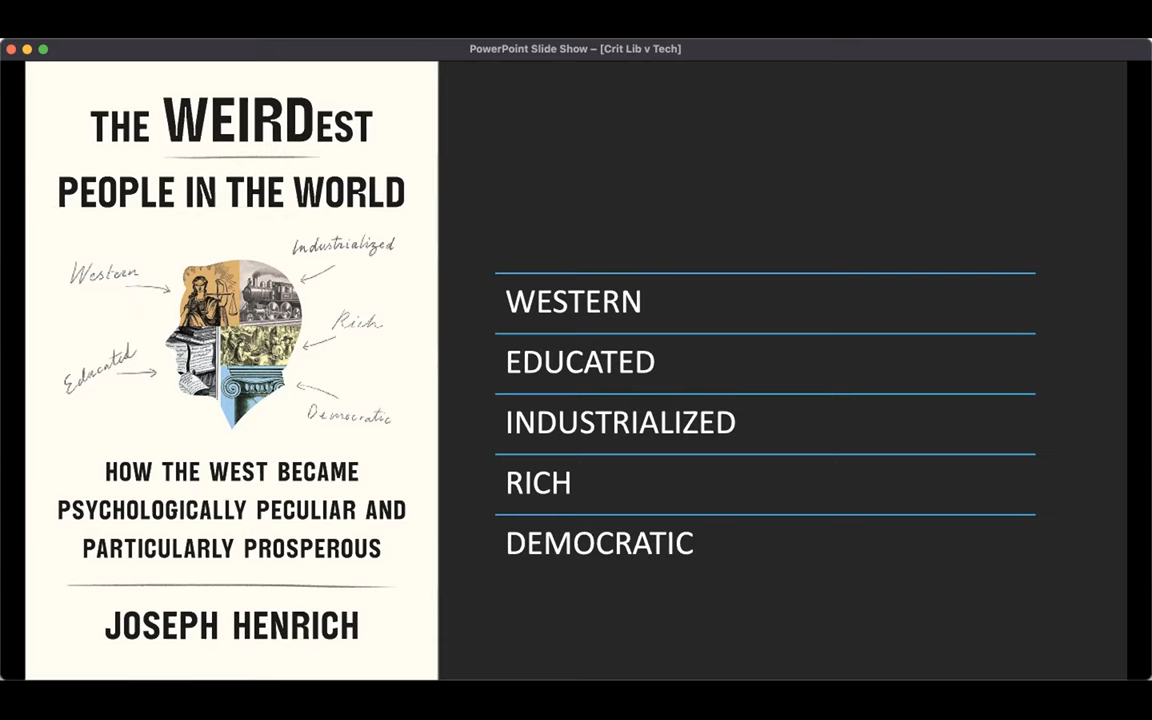 PowerPoint Slide Show – [Crit Lib v Tech]
THE WEIRDEST
PEOPLE IN THE WORLD
Industrialized
Western
Rich
Educated
Democratic
HOW THE WEST BECAME
PSYCHOLOGICALLY PECULIAR AND
PARTICULARLY PROSPEROUS
JOSEPH HENRICH
WESTERN
EDUCATED
INDUSTRIALIZED
RICH
DEMOCRATIC